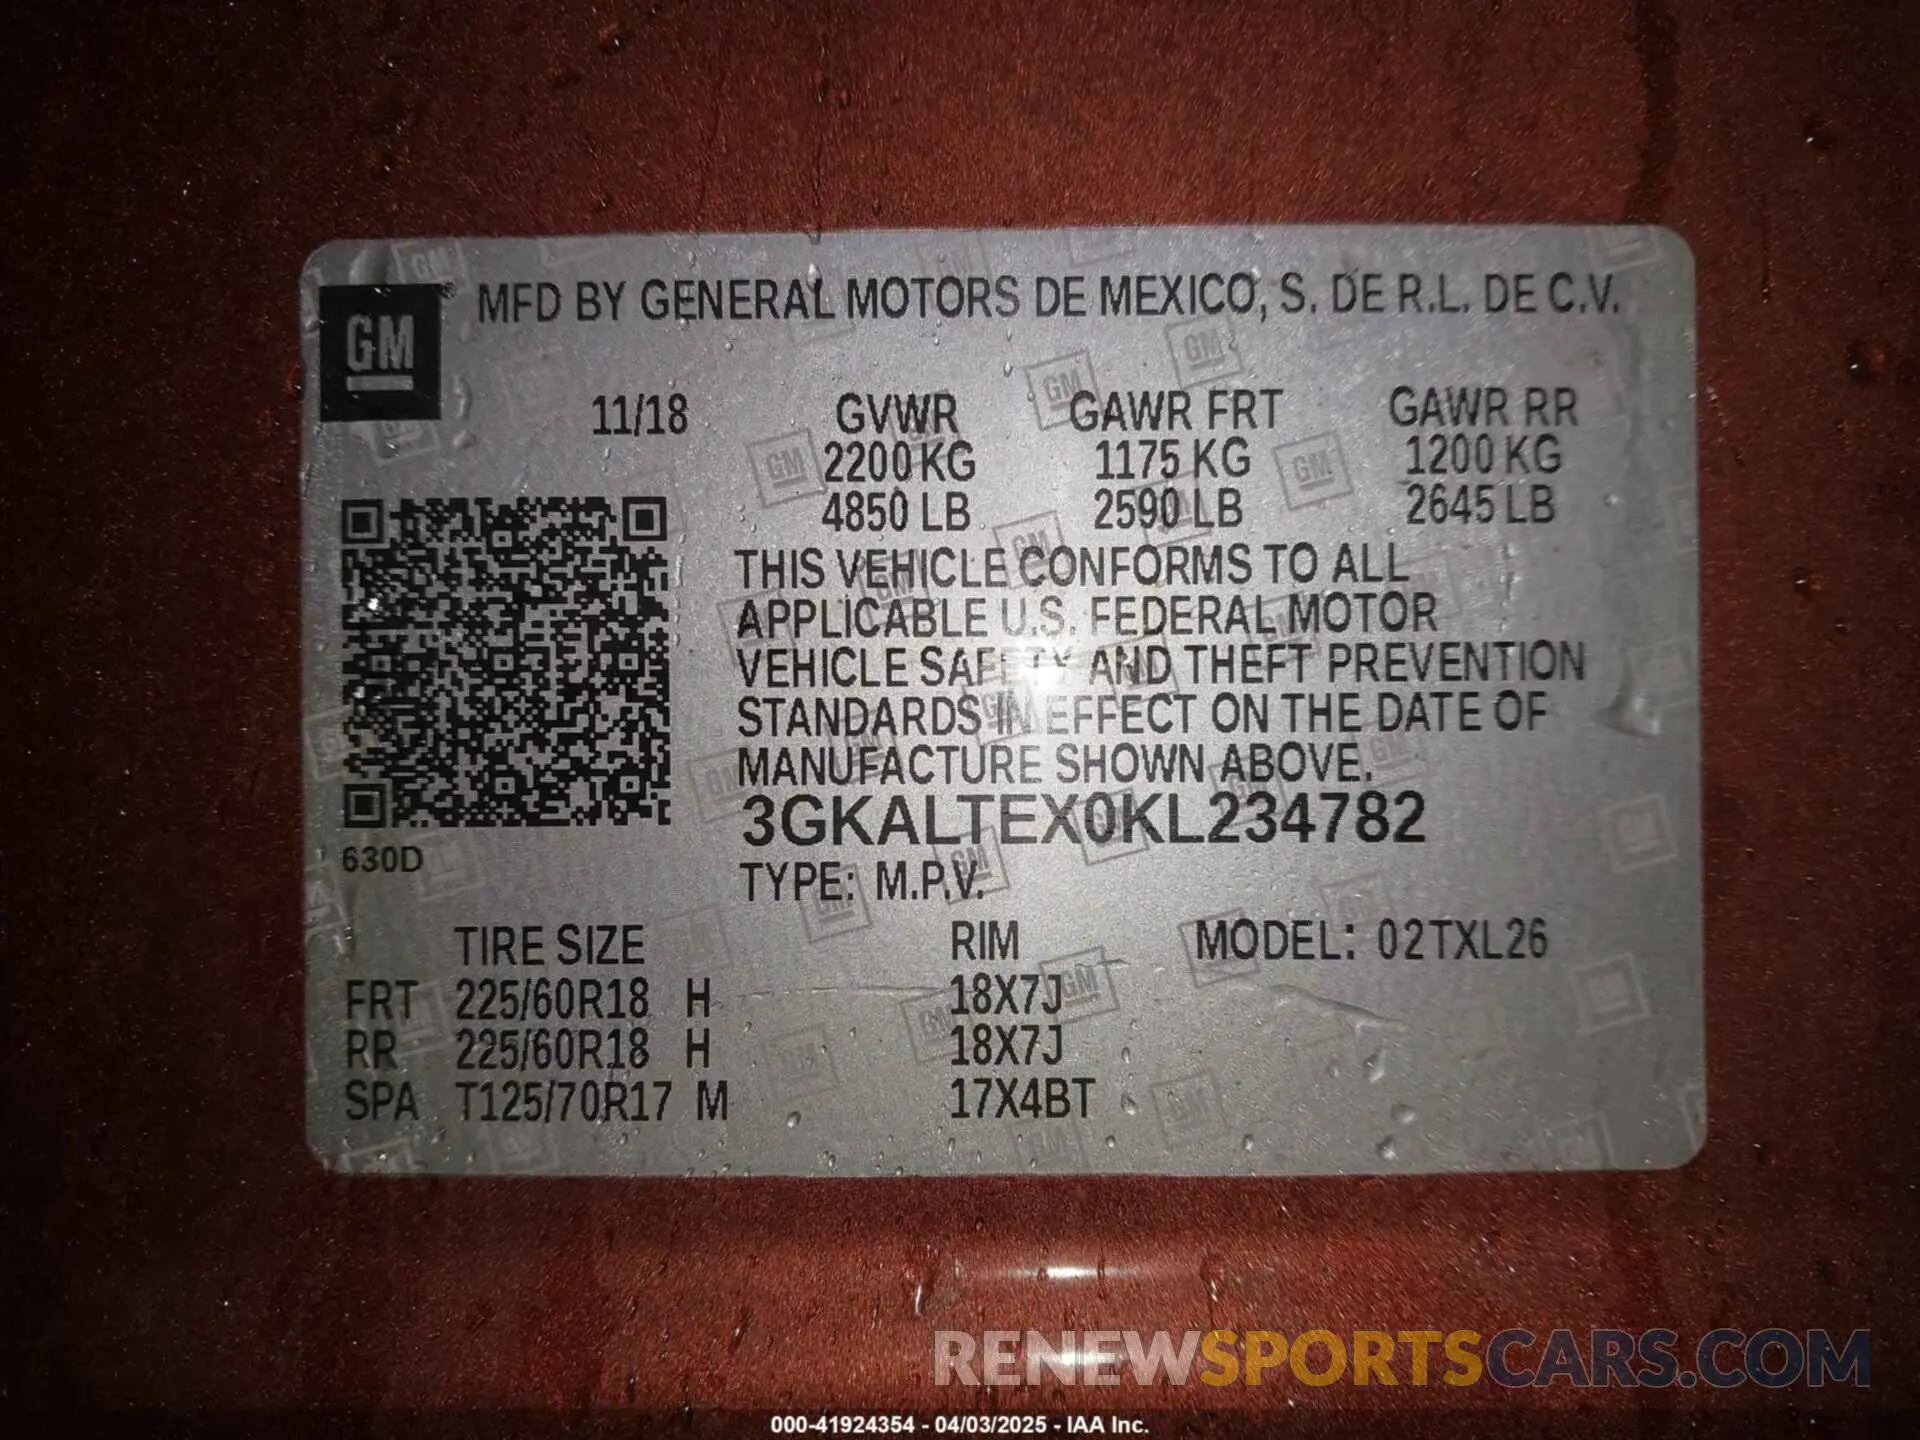 GM ® MFD BY GENERAL MOTORS DE MEXICO, S. DE R.L. DE C.V.
11/18 GVWR GAWR FRT GAWR RR
2200 KG 1175 KG 1200 KG
4850 LB 2590 LB 2645 LB
THIS VEHICLE CONFORMS TO ALL
APPLICABLE U.S. FEDERAL MOTOR
VEHICLE SAFETY AND THEFT PREVENTION
STANDARDS IN EFFECT ON THE DATE OF
MANUFACTURE SHOWN ABOVE.
3GKALTEX0KL234782
630D
TYPE: M.P.V.
TIRE SIZE RIM MODEL: 02TXL26
FRT 225/60R18 H 18X7J
RR 225/60R18 H 18X7J
SPA T125/70R17 M 17X4BT
RENEWSPORTSCARS.COM
000-41924354 - 04/03/2025 - IAA Inc.